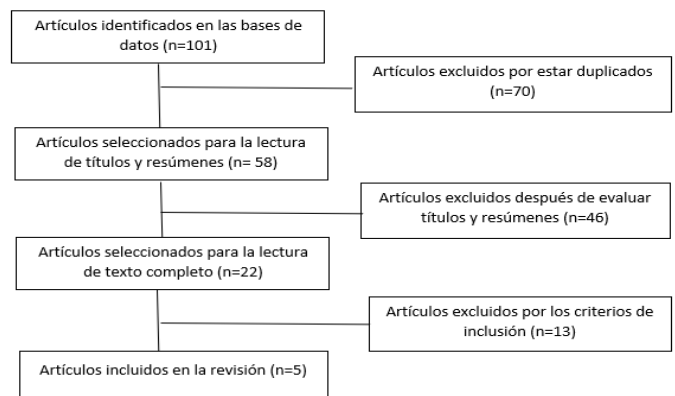 Artículos identificados en las bases de
datos (n=101)
Artículos excluidos por estar duplicados
(n=70)
Artículos seleccionados para la lectura
de títulos y resúmenes (n= 58)
Artículos excluidos después de evaluar
títulos y resúmenes (n=46)
Artículos seleccionados para la lectura
de texto completo (n=22)
Artículos excluidos por los criterios de
inclusión (n=13)
Artículos incluidos en la revisión (n=5)